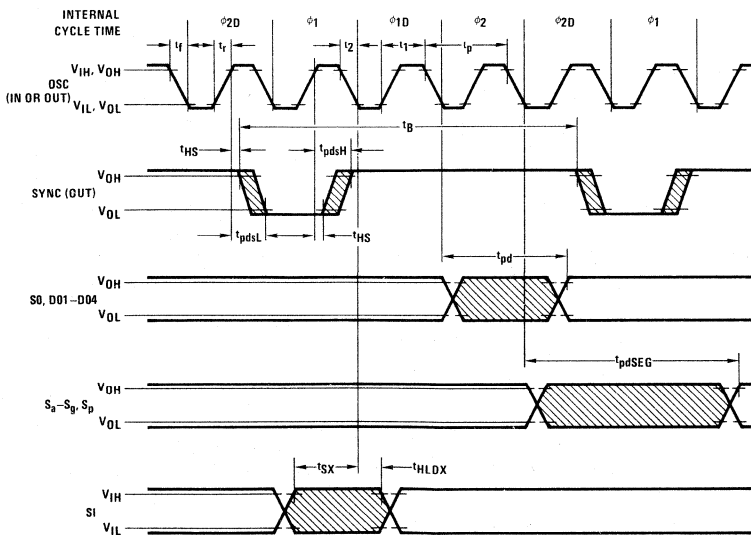 INTERNAL
CYCLE TIME
ϕ2D ϕ1 ϕ1D ϕ2 ϕ2D ϕ1
tf tr t2 t1 tp
VIH, VOH
OSC
(IN OR OUT)
VIL, VOL
tB
tHS tpdsH
VOH
SYNC (OUT)
VOL
tpdsL tHS
tpd
VOH
S0, D01–D04
VOL
tpdSEG
VOH
Sa–Sg, Sp
VOL
tSX tHLDX
VIH
SI
VIL